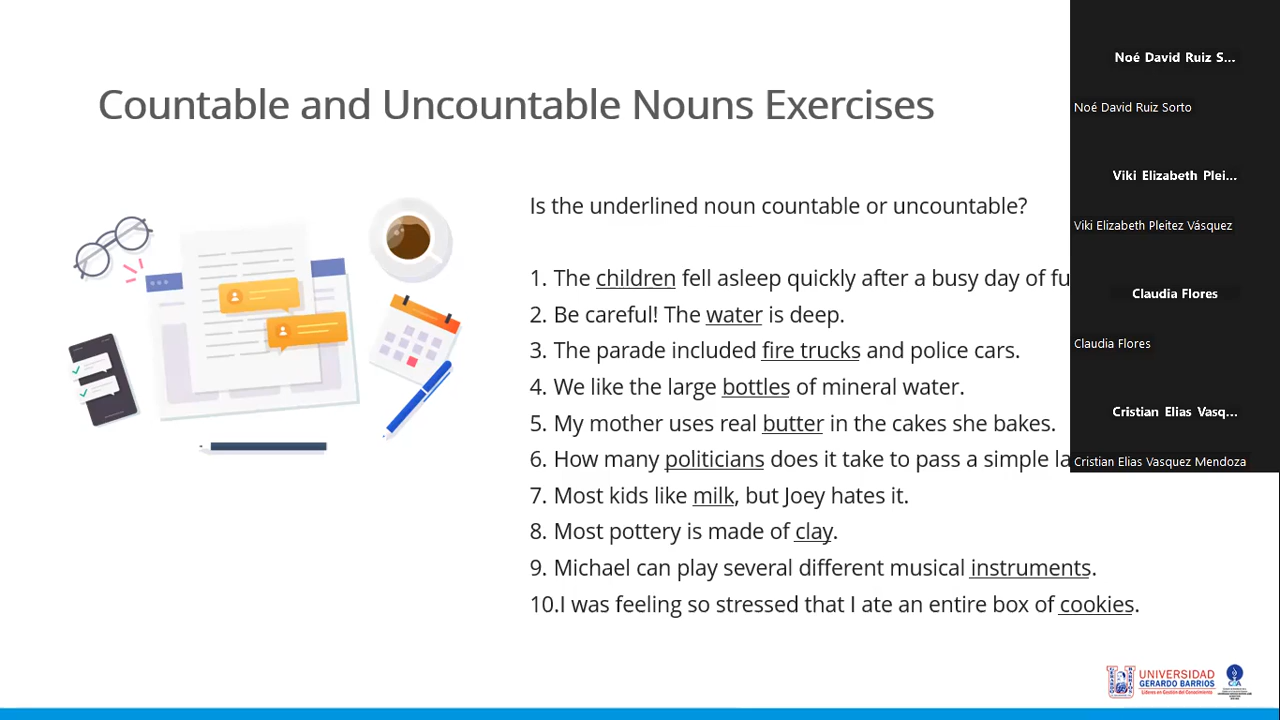 Countable and Uncountable Nouns Exercises
Is the underlined noun countable or uncountable?
1. The children fell asleep quickly after a busy day of fu
2. Be careful! The water is deep.
3. The parade included fire trucks and police cars.
4. We like the large bottles of mineral water.
5. My mother uses real butter in the cakes she bakes.
6. How many politicians does it take to pass a simple la
7. Most kids like milk, but Joey hates it.
8. Most pottery is made of clay.
9. Michael can play several different musical instruments.
10.I was feeling so stressed that I ate an entire box of cookies.
Noé David Ruiz S...
Noé David Ruiz Sorto
Viki Elizabeth Plei...
Viki Elizabeth Pleitez Vásquez
Claudia Flores
Claudia Flores
Cristian Elias Vasq...
Cristian Elias Vasquez Mendoza
UNIVERSIDAD
GERARDO BARRIOS
Líderes en Gestión del Conocimiento